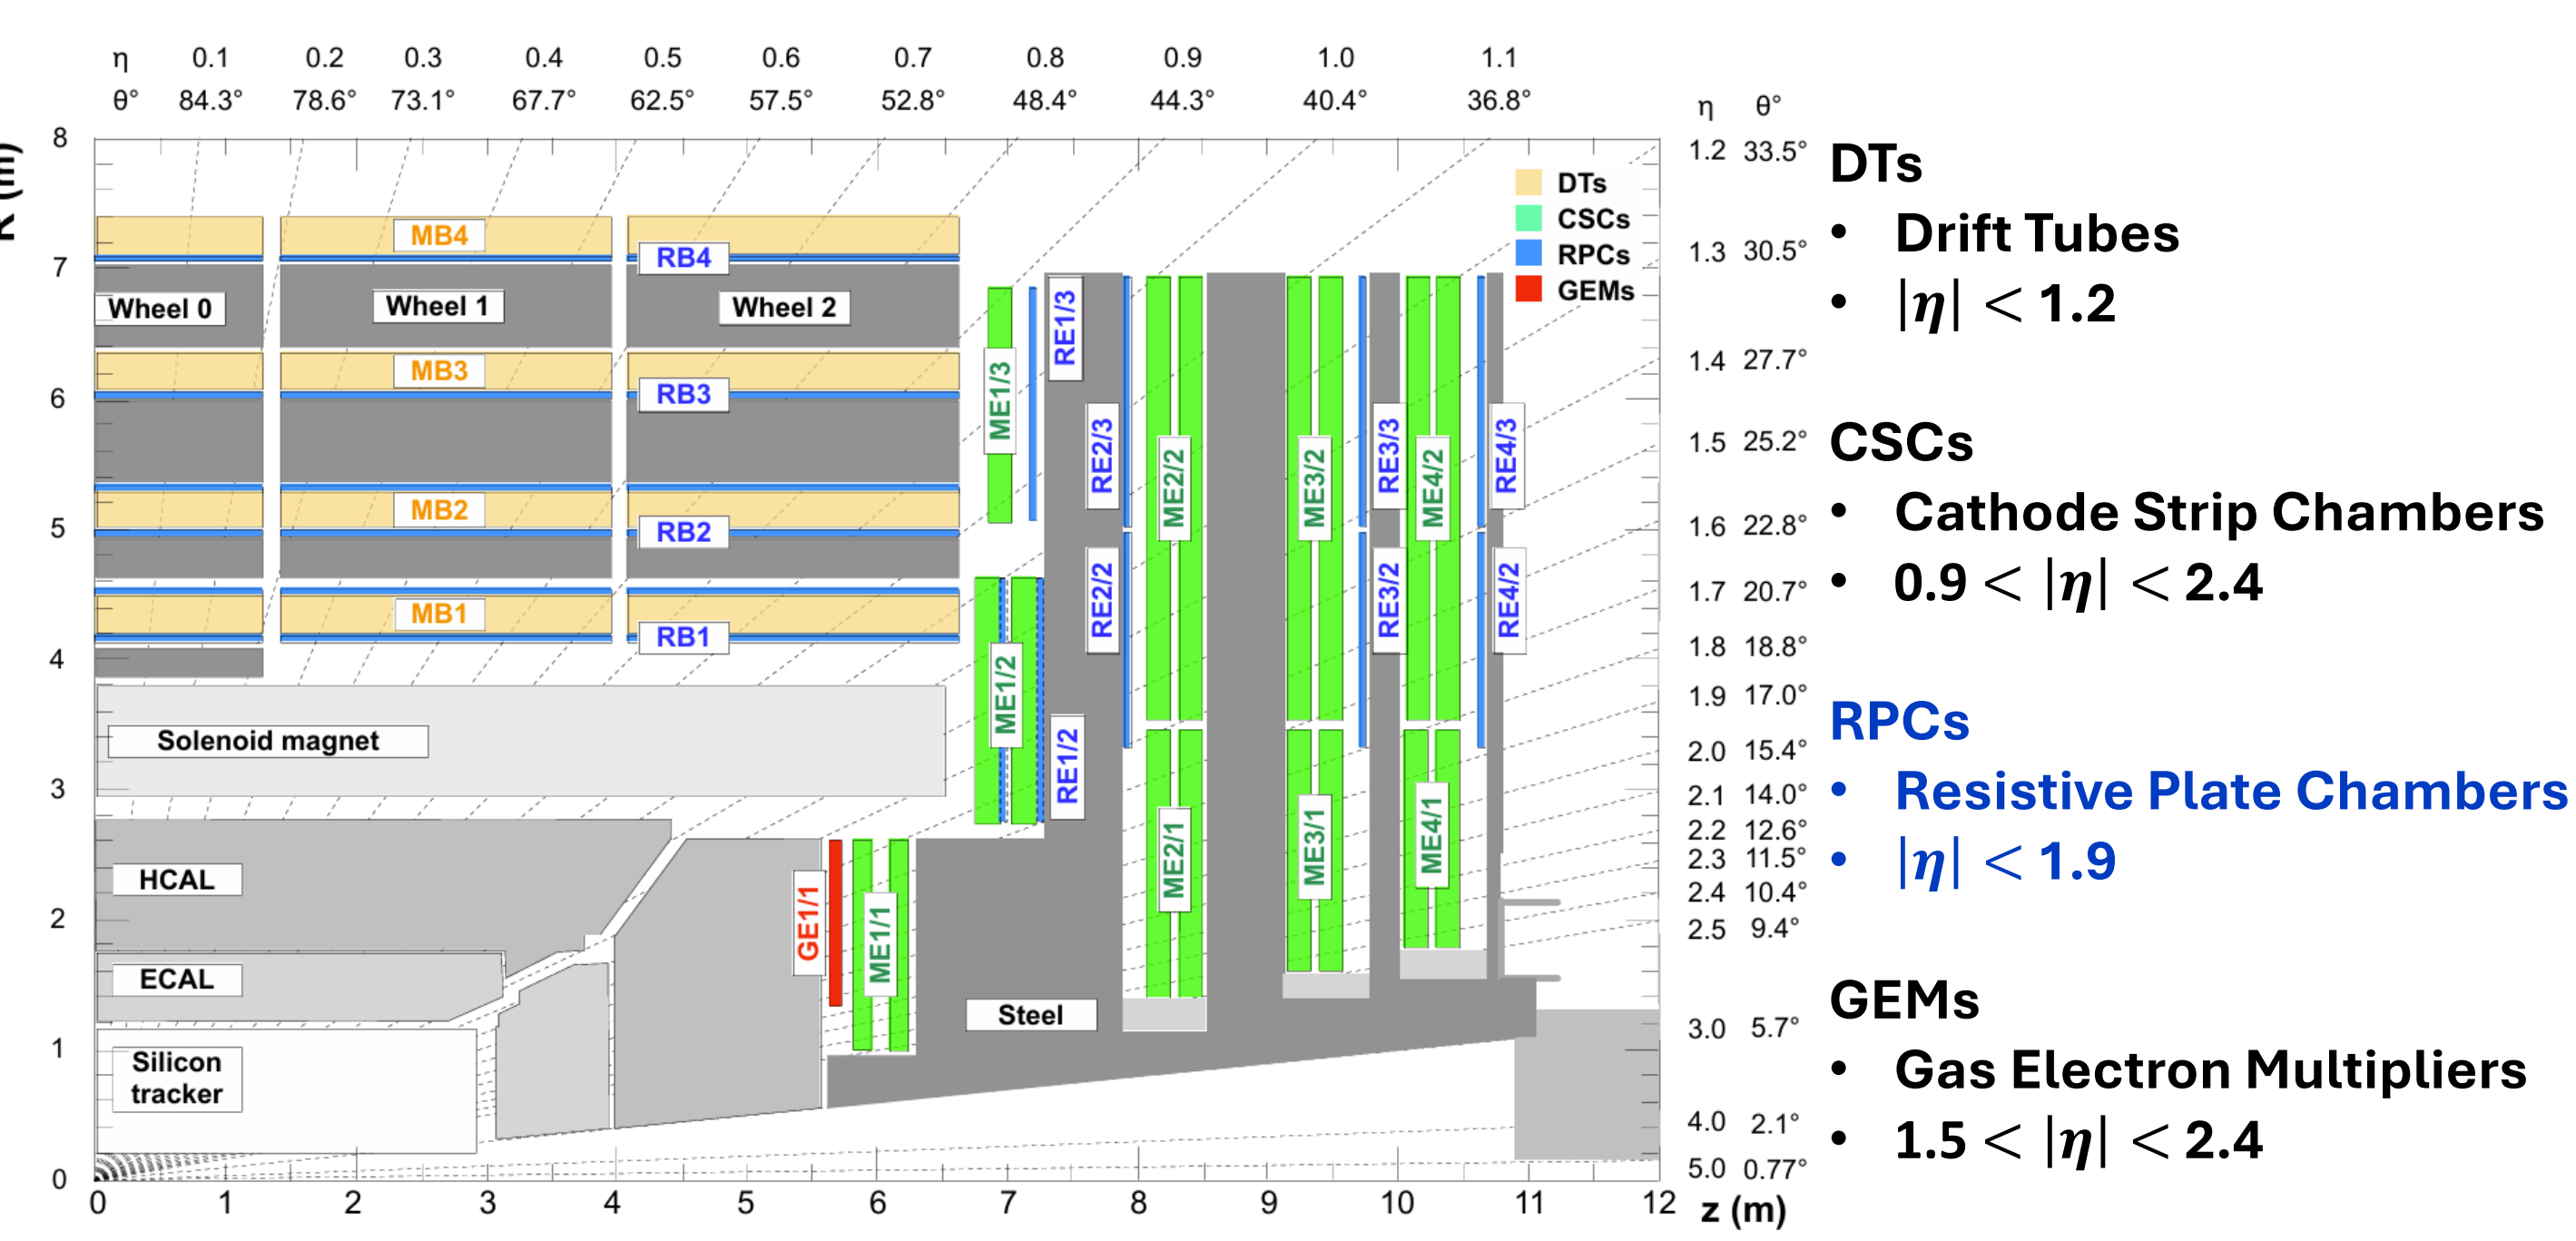 η 0.1 0.2 0.3 0.4 0.5 0.6 0.7 0.8 0.9 1.0 1.1
θ° 84.3° 78.6° 73.1° 67.7° 62.5° 57.5° 52.8° 48.4° 44.3° 40.4° 36.8°
η θ°
1.2 33.5°
1.3 30.5°
1.4 27.7°
1.5 25.2°
1.6 22.8°
1.7 20.7°
1.8 18.8°
1.9 17.0°
2.0 15.4°
2.1 14.0°
2.2 12.6°
2.3 11.5°
2.4 10.4°
2.5 9.4°
3.0 5.7°
4.0 2.1°
5.0 0.77°
R (m)
8
7
6
5
4
3
2
1
0
0 1 2 3 4 5 6 7 8 9 10 11 12
z (m)
DTs
CSCs
RPCs
GEMs
MB4
RB4
Wheel 0
Wheel 1
Wheel 2
MB3
RB3
MB2
RB2
MB1
RB1
Solenoid magnet
HCAL
ECAL
Silicon
tracker
Steel
GE1/1
ME1/1
ME1/2
ME1/3
RE1/3
RE1/2
RE2/3
RE2/2
ME2/2
ME2/1
ME3/2
ME3/1
RE3/3
RE3/2
ME4/2
ME4/1
RE4/3
RE4/2
DTs
• Drift Tubes
• |η| < 1.2
CSCs
• Cathode Strip Chambers
• 0.9 < |η| < 2.4
RPCs
• Resistive Plate Chambers
• |η| < 1.9
GEMs
• Gas Electron Multipliers
• 1.5 < |η| < 2.4